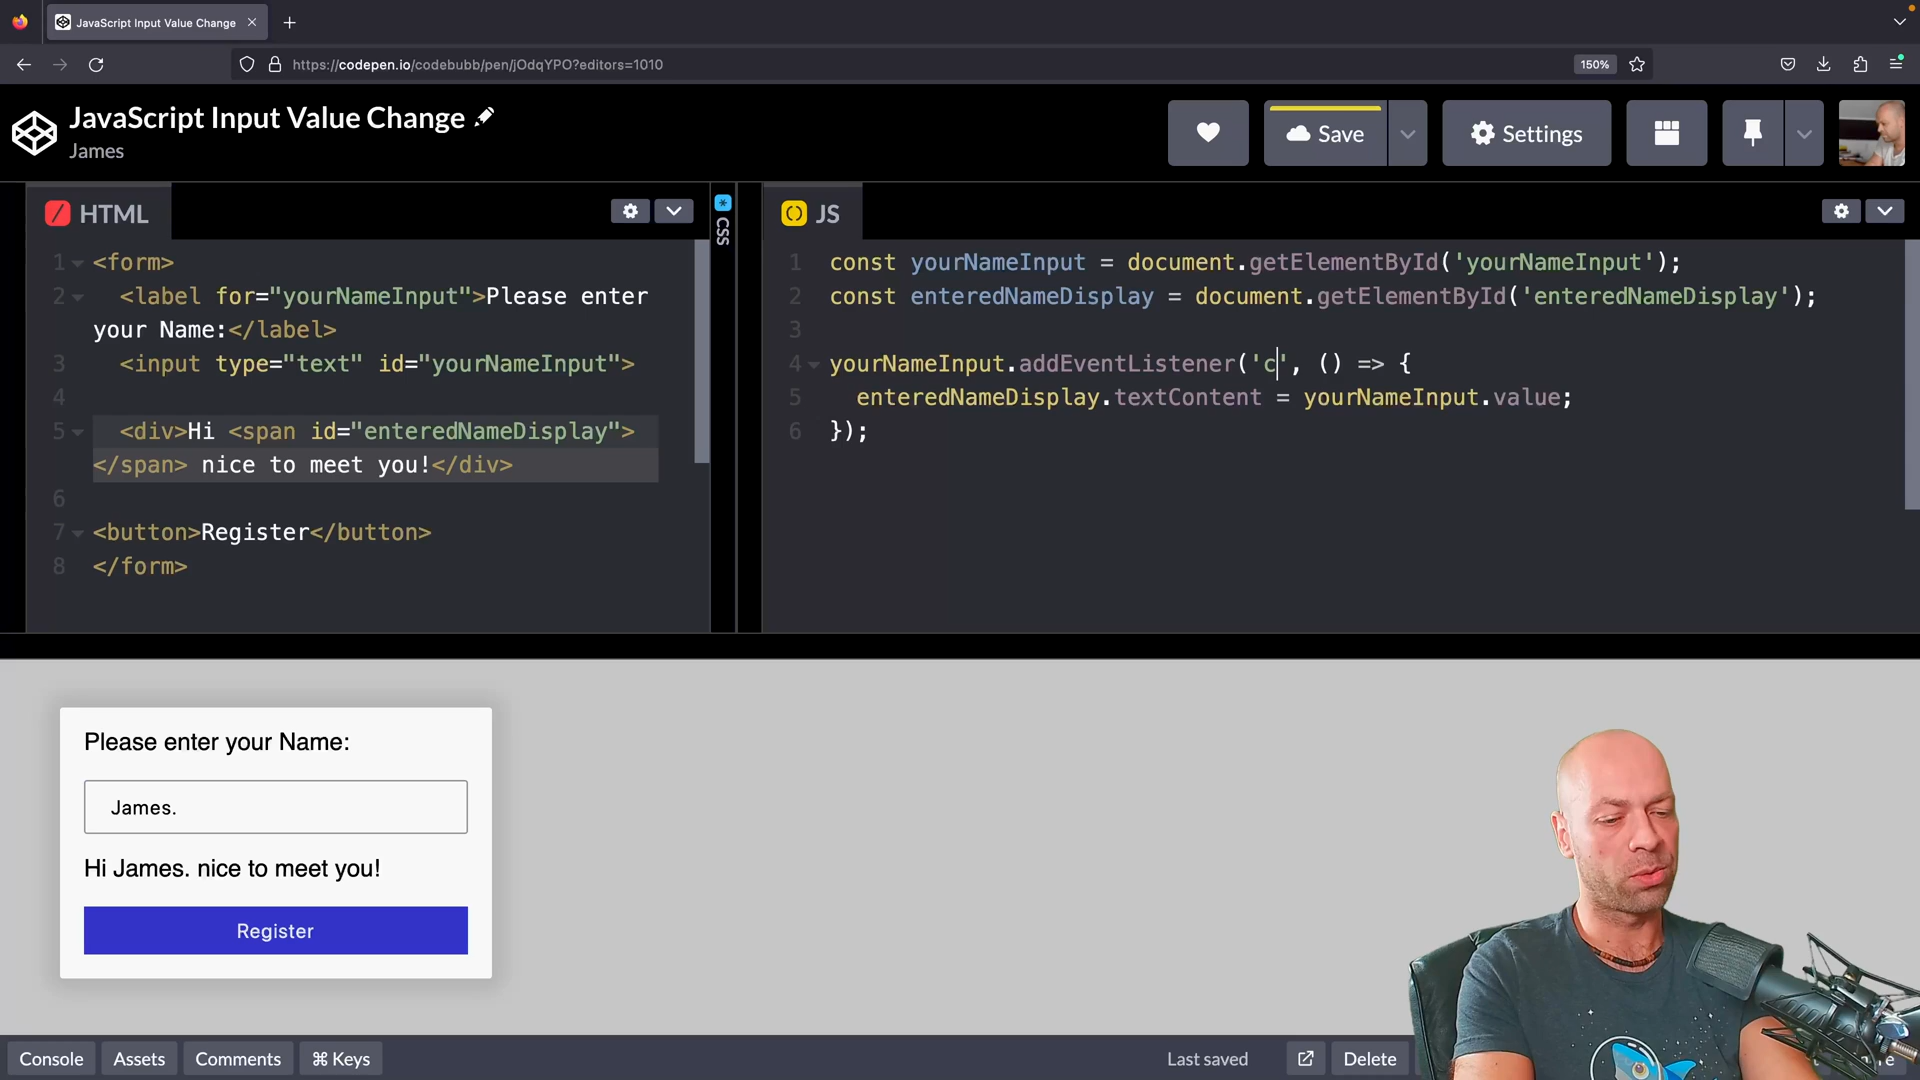 JavaScript Input Value Change
https://codepen.io/codebubb/pen/jOdqYPO?editors=1010
150%
JavaScript Input Value Change
James
Save
Settings
HTML
CSS
JS
1 <form>
2 <label for="yourNameInput">Please enter
your Name:</label>
3 <input type="text" id="yourNameInput">
4
5 <div>Hi <span id="enteredNameDisplay">
</span> nice to meet you!</div>
6
7 <button>Register</button>
8 </form>
1 const yourNameInput = document.getElementById('yourNameInput');
2 const enteredNameDisplay = document.getElementById('enteredNameDisplay');
3
4 yourNameInput.addEventListener('c', () => {
5 enteredNameDisplay.textContent = yourNameInput.value;
6 });
Please enter your Name:
James.
Hi James. nice to meet you!
Register
Console
Assets
Comments
⌘ Keys
Last saved
Delete